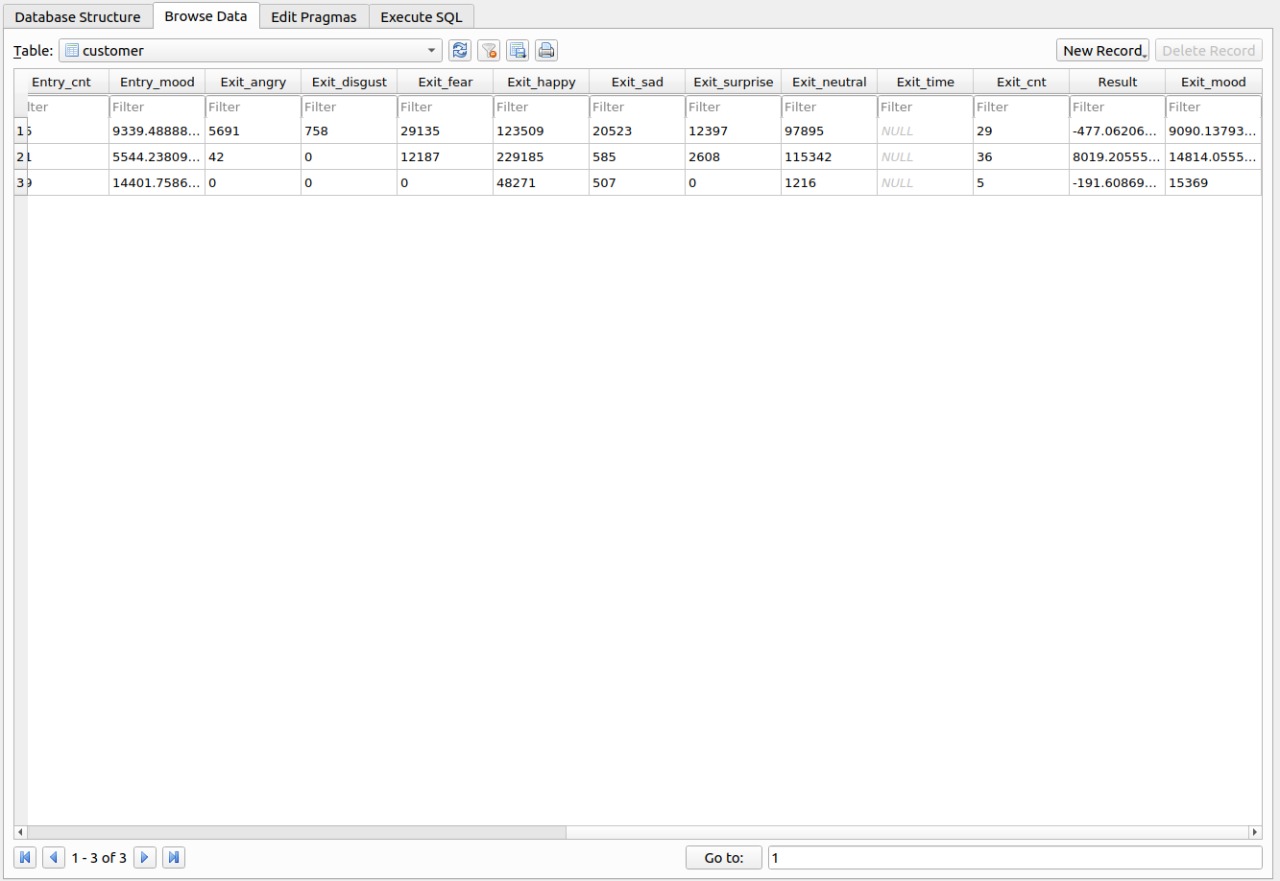 Database Structure Browse Data Edit Pragmas Execute SQL
Table: customer New Record Delete Record
Entry_cnt Entry_mood Exit_angry Exit_disgust Exit_fear Exit_happy Exit_sad Exit_surprise Exit_neutral Exit_time Exit_cnt Result Exit_mood
lter Filter Filter Filter Filter Filter Filter Filter Filter Filter Filter Filter Filter
1 9339.48888... 5691 758 29135 123509 20523 12397 97895 NULL 29 -477.06206... 9090.13793...
2 1 5544.23809... 42 0 12187 229185 585 2608 115342 NULL 36 8019.20555... 14814.0555...
3 9 14401.7586... 0 0 0 48271 507 0 1216 NULL 5 -191.60869... 15369
1 - 3 of 3 Go to: 1